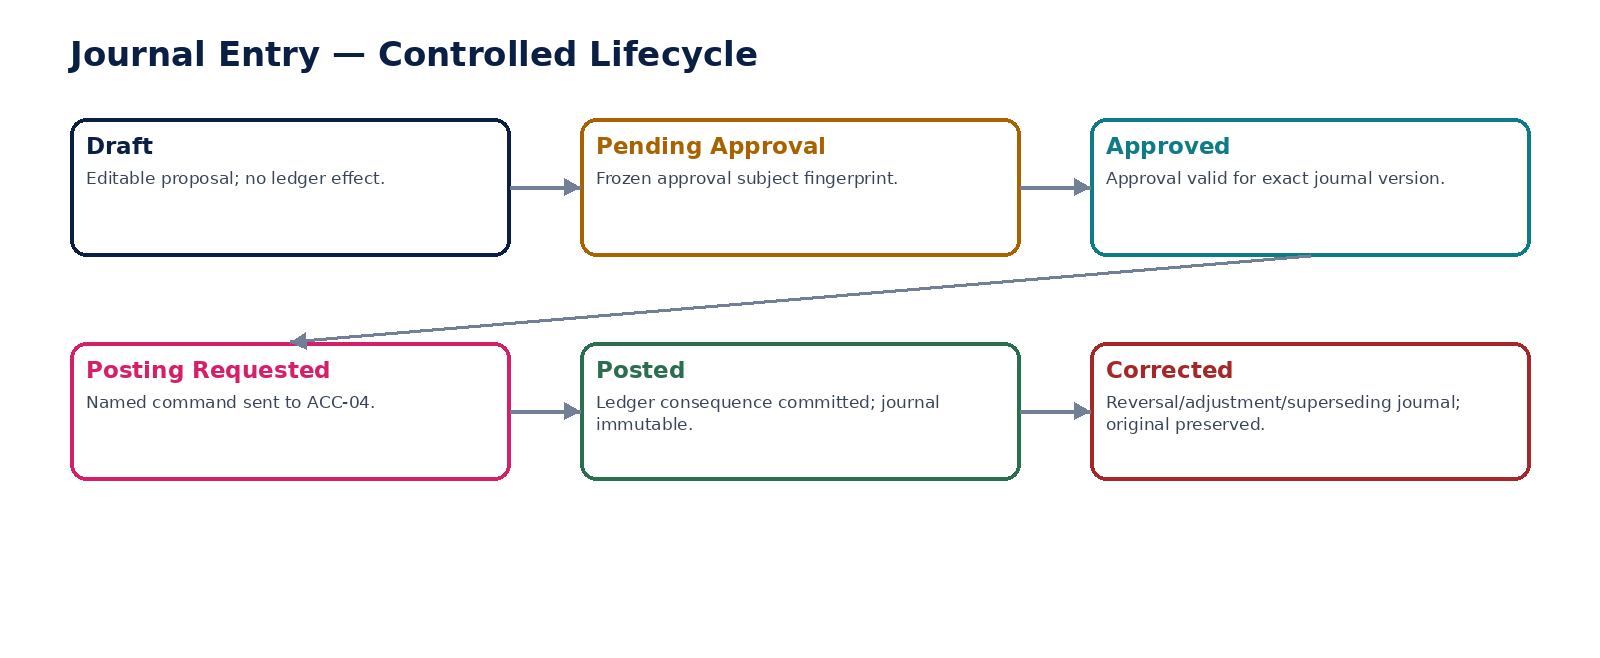 Journal Entry — Controlled Lifecycle
Draft
Editable proposal; no ledger effect.
Pending Approval
Frozen approval subject fingerprint.
Approved
Approval valid for exact journal version.
Posting Requested
Named command sent to ACC-04.
Posted
Ledger consequence committed; journal
immutable.
Corrected
Reversal/adjustment/superseding journal;
original preserved.